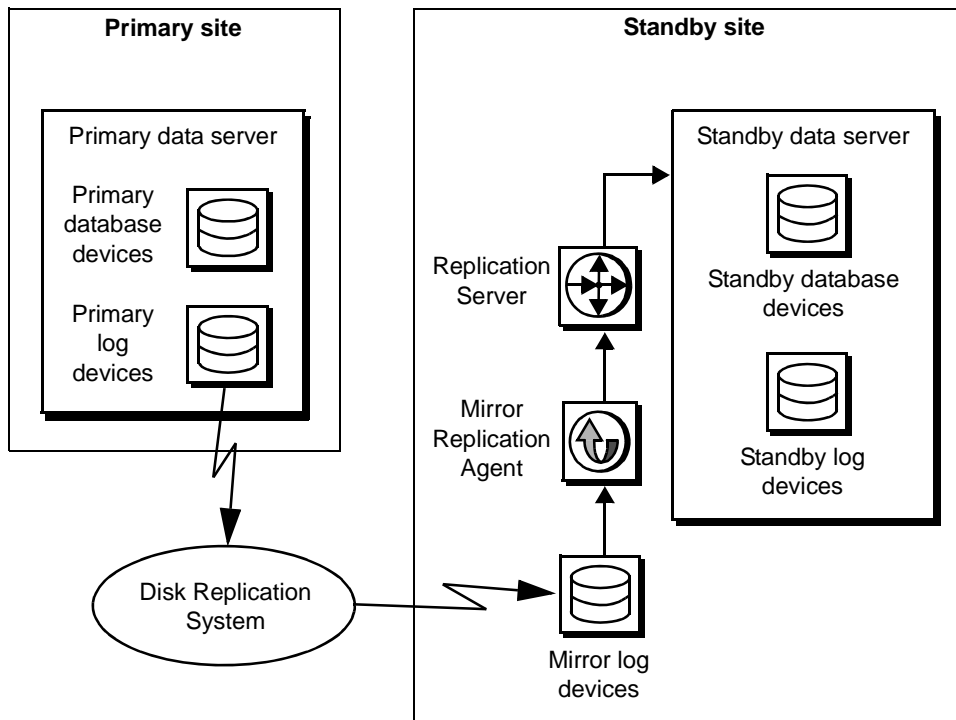 Primary site
Primary data server
Primary
database
devices
Primary
log
devices
Disk Replication
System
Standby site
Standby data server
Standby database
devices
Standby log
devices
Replication
Server
Mirror
Replication
Agent
Mirror log
devices